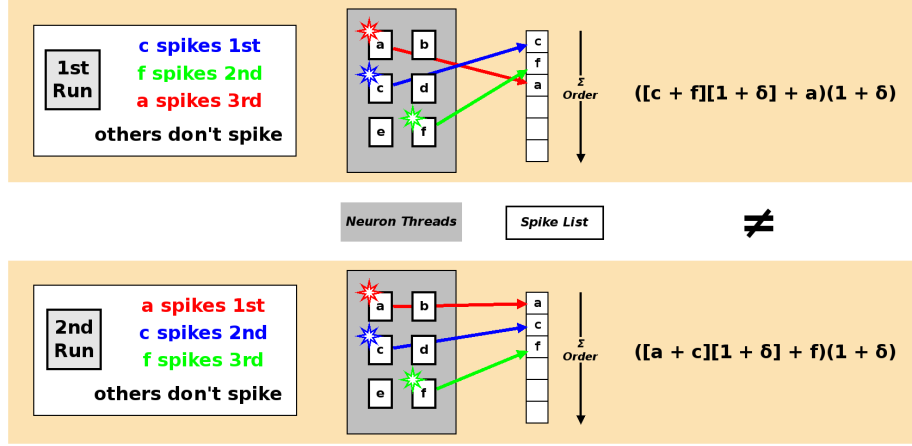 1st
Run
c spikes 1st
f spikes 2nd
a spikes 3rd
others don't spike
a b
c d
e f
c
f
a
Σ
Order
([c + f][1 + δ] + a)(1 + δ)
Neuron Threads
Spike List
≠
2nd
Run
a spikes 1st
c spikes 2nd
f spikes 3rd
others don't spike
a b
c d
e f
a
c
f
Σ
Order
([a + c][1 + δ] + f)(1 + δ)